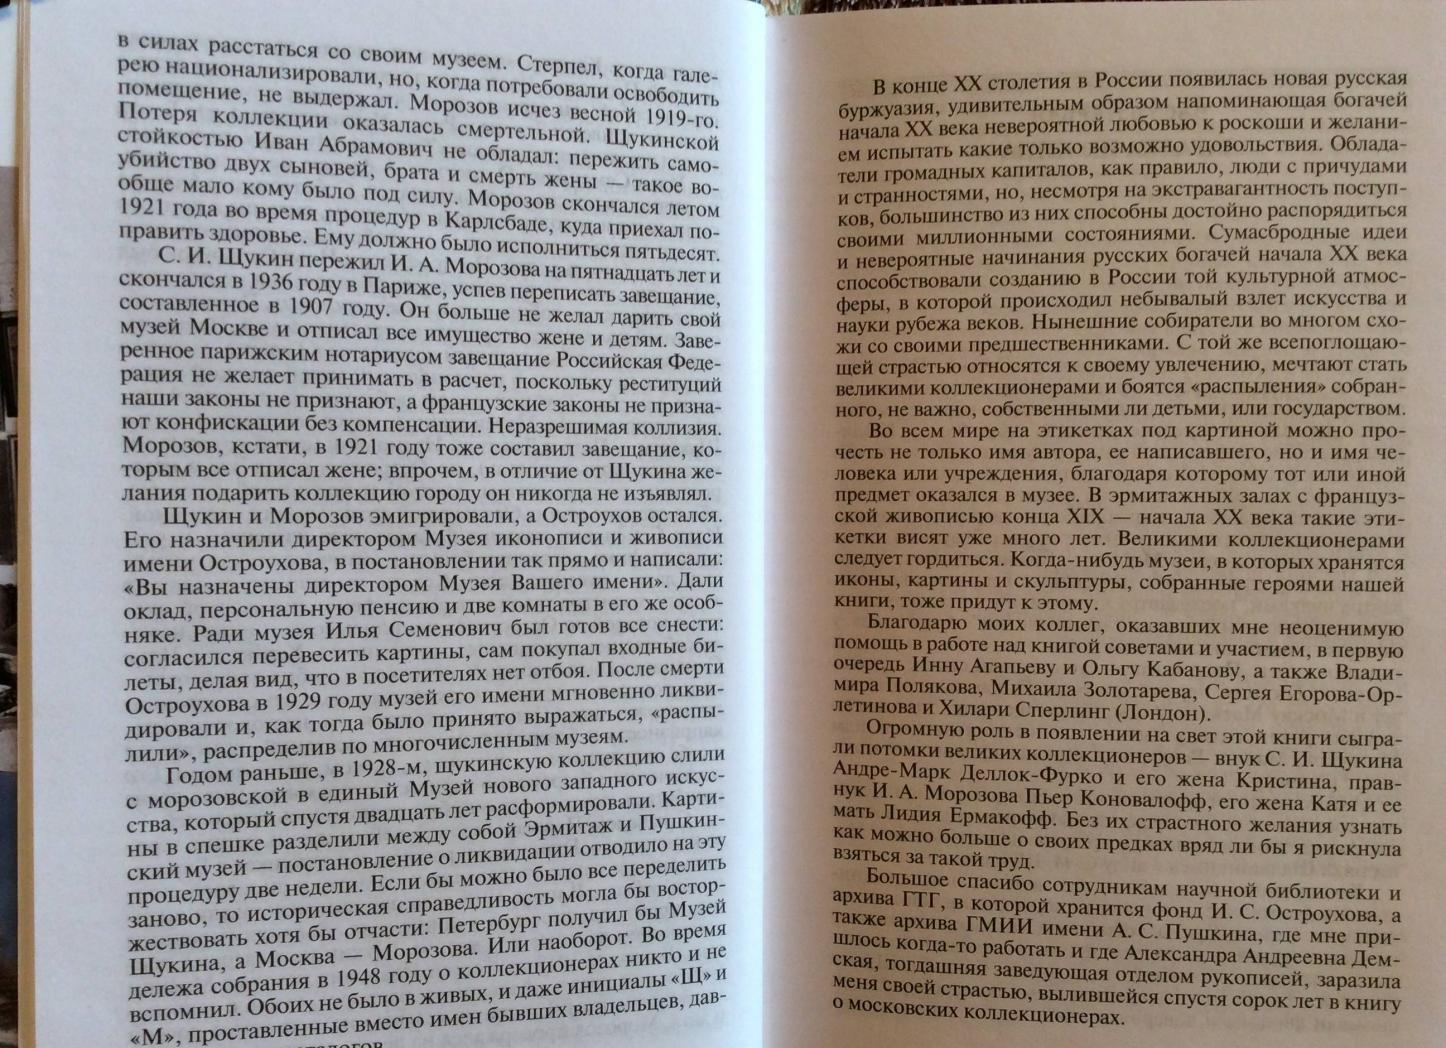 в силах расстаться со своим музеем. Стерпел, когда гале-
рею национализировали, но, когда потребовали освободить
помещение, не выдержал. Морозов исчез весной 1919-го.
Потеря коллекции оказалась смертельной. Щукинской
стойкостью Иван Абрамович не обладал: пережить само-
убийство двух сыновей, брата и смерть жены — такое во-
обще мало кому было под силу. Морозов скончался летом
1921 года во время процедур в Карлсбаде, куда приехал по-
править здоровье. Ему должно было исполниться пятьдесят.
С. И. Щукин пережил И. А. Морозова на пятнадцать лет и
скончался в 1936 году в Париже, успев переписать завещание,
составленное в 1907 году. Он больше не желал дарить свой
музей Москве и отписал все имущество жене и детям. Заве-
ренное парижским нотариусом завещание Российская Феде-
рация не желает принимать в расчет, поскольку реституций
наши законы не признают, а французские законы не призна-
ют конфискации без компенсации. Неразрешимая коллизия.
Морозов, кстати, в 1921 году тоже составил завещание, ко-
торым все отписал жене; впрочем, в отличие от Щукина же-
лания подарить коллекцию городу он никогда не изъявлял.
Щукин и Морозов эмигрировали, а Остроухов остался.
Его назначили директором Музея иконописи и живописи
имени Остроухова, в постановлении так прямо и написали:
«Вы назначены директором Музея Вашего имени». Дали
оклад, персональную пенсию и две комнаты в его же особ-
няке. Ради музея Илья Семенович был готов все снести:
согласился перевесить картины, сам покупал входные би-
леты, делая вид, что в посетителях нет отбоя. После смерти
Остроухова в 1929 году музей его имени мгновенно ликви-
дировали и, как тогда было принято выражаться, «распы-
лили», распределив по многочисленным музеям.
Годом раньше, в 1928-м, щукинскую коллекцию слили
с морозовской в единый Музей нового западного искус-
ства, который спустя двадцать лет расформировали. Карти-
ны в спешке разделили между собой Эрмитаж и Пушкин-
ский музей — постановление о ликвидации отводило на эту
процедуру две недели. Если бы можно было все переделить
заново, то историческая справедливость могла бы востор-
жествовать хотя бы отчасти: Петербург получил бы Музей
Щукина, а Москва — Морозова. Или наоборот. Во время
дележа собрания в 1948 году о коллекционерах никто и не
вспомнил. Обоих не было в живых, и даже инициалы «Щ» и
«М», проставленные вместо имен бывших владельцев, дав-
В конце XX столетия в России появилась новая русская
буржуазия, удивительным образом напоминающая богачей
начала XX века невероятной любовью к роскоши и желани-
ем испытать какие только возможно удовольствия. Облада-
тели громадных капиталов, как правило, люди с причудами
и странностями, но, несмотря на экстравагантность поступ-
ков, большинство из них способны достойно распорядиться
своими миллионными состояниями. Сумасбродные идеи
и невероятные начинания русских богачей начала XX века
способствовали созданию в России той культурной атмос-
феры, в которой происходил небывалый взлет искусства и
науки рубежа веков. Нынешние собиратели во многом схо-
жи со своими предшественниками. С той же всепоглощаю-
щей страстью относятся к своему увлечению, мечтают стать
великими коллекционерами и боятся «распыления» собран-
ного, не важно, собственными ли детьми, или государством.
Во всем мире на этикетках под картиной можно про-
честь не только имя автора, ее написавшего, но и имя че-
ловека или учреждения, благодаря которому тот или иной
предмет оказался в музее. В эрмитажных залах с француз-
ской живописью конца XIX — начала XX века такие эти-
кетки висят уже много лет. Великими коллекционерами
следует гордиться. Когда-нибудь музеи, в которых хранятся
иконы, картины и скульптуры, собранные героями нашей
книги, тоже придут к этому.
Благодарю моих коллег, оказавших мне неоценимую
помощь в работе над книгой советами и участием, в первую
очередь Инну Агапьеву и Ольгу Кабанову, а также Влади-
мира Полякова, Михаила Золотарева, Сергея Егорова-Ор-
летинова и Хилари Сперлинг (Лондон).
Огромную роль в появлении на свет этой книги сыгра-
ли потомки великих коллекционеров — внук С. И. Щукина
Андре-Марк Деллок-Фурко и его жена Кристина, прав-
нук И. А. Морозова Пьер Коновалофф, его жена Катя и ее
мать Лидия Ермакофф. Без их страстного желания узнать
как можно больше о своих предках вряд ли бы я рискнула
взяться за такой труд.
Большое спасибо сотрудникам научной библиотеки и
архива ГТГ, в которой хранится фонд И. С. Остроухова, а
также архива ГМИИ имени А. С. Пушкина, где мне при-
шлось когда-то работать и где Александра Андреевна Дем-
ская, тогдашняя заведующая отделом рукописей, заразила
меня своей страстью, вылившейся спустя сорок лет в книгу
о московских коллекционерах.